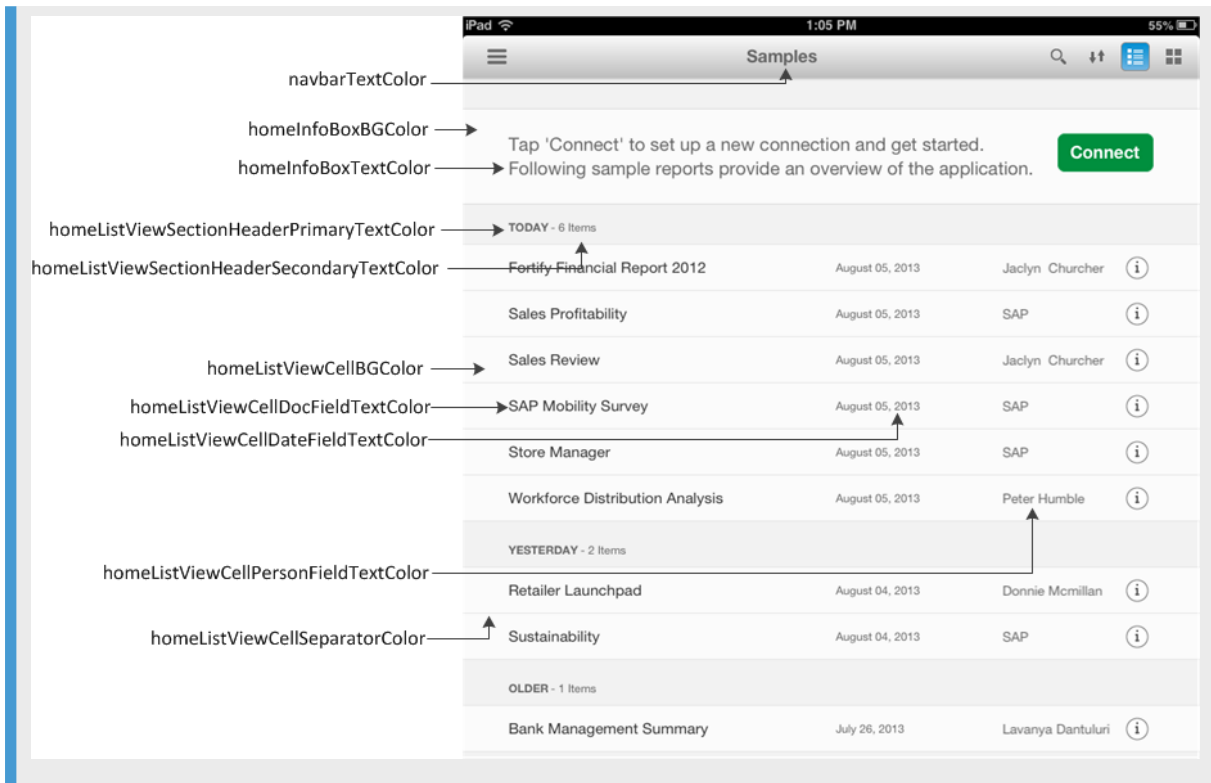 iPad 1:05 PM 55%
Samples
navbarTextColor
homeInfoBoxBGColor
Tap 'Connect' to set up a new connection and get started.
Connect
homeInfoBoxTextColor
Following sample reports provide an overview of the application.
homeListViewSectionHeaderPrimaryTextColor
TODAY - 6 Items
homeListViewSectionHeaderSecondaryTextColor
Fortify Financial Report 2012 August 05, 2013 Jaclyn Churcher i
Sales Profitability August 05, 2013 SAP i
Sales Review August 05, 2013 Jaclyn Churcher i
homeListViewCellBGColor
homeListViewCellDocFieldTextColor
SAP Mobility Survey August 05, 2013 SAP i
homeListViewCellDateFieldTextColor
Store Manager August 05, 2013 SAP i
Workforce Distribution Analysis August 05, 2013 Peter Humble i
YESTERDAY - 2 Items
homeListViewCellPersonFieldTextColor
Retailer Launchpad August 04, 2013 Donnie Mcmillan i
homeListViewCellSeparatorColor
Sustainability August 04, 2013 SAP i
OLDER - 1 Items
Bank Management Summary July 26, 2013 Lavanya Dantuluri i